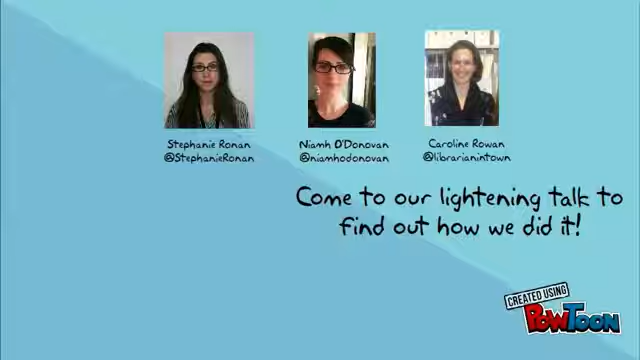 Stephanie Ronan
@StephanieRonan
Niamh O'Donovan
@niamhodonovan
Caroline Rowan
@librarianintown
Come to our lightening talk to
find out how we did it!
CREATED USING
POWTOON